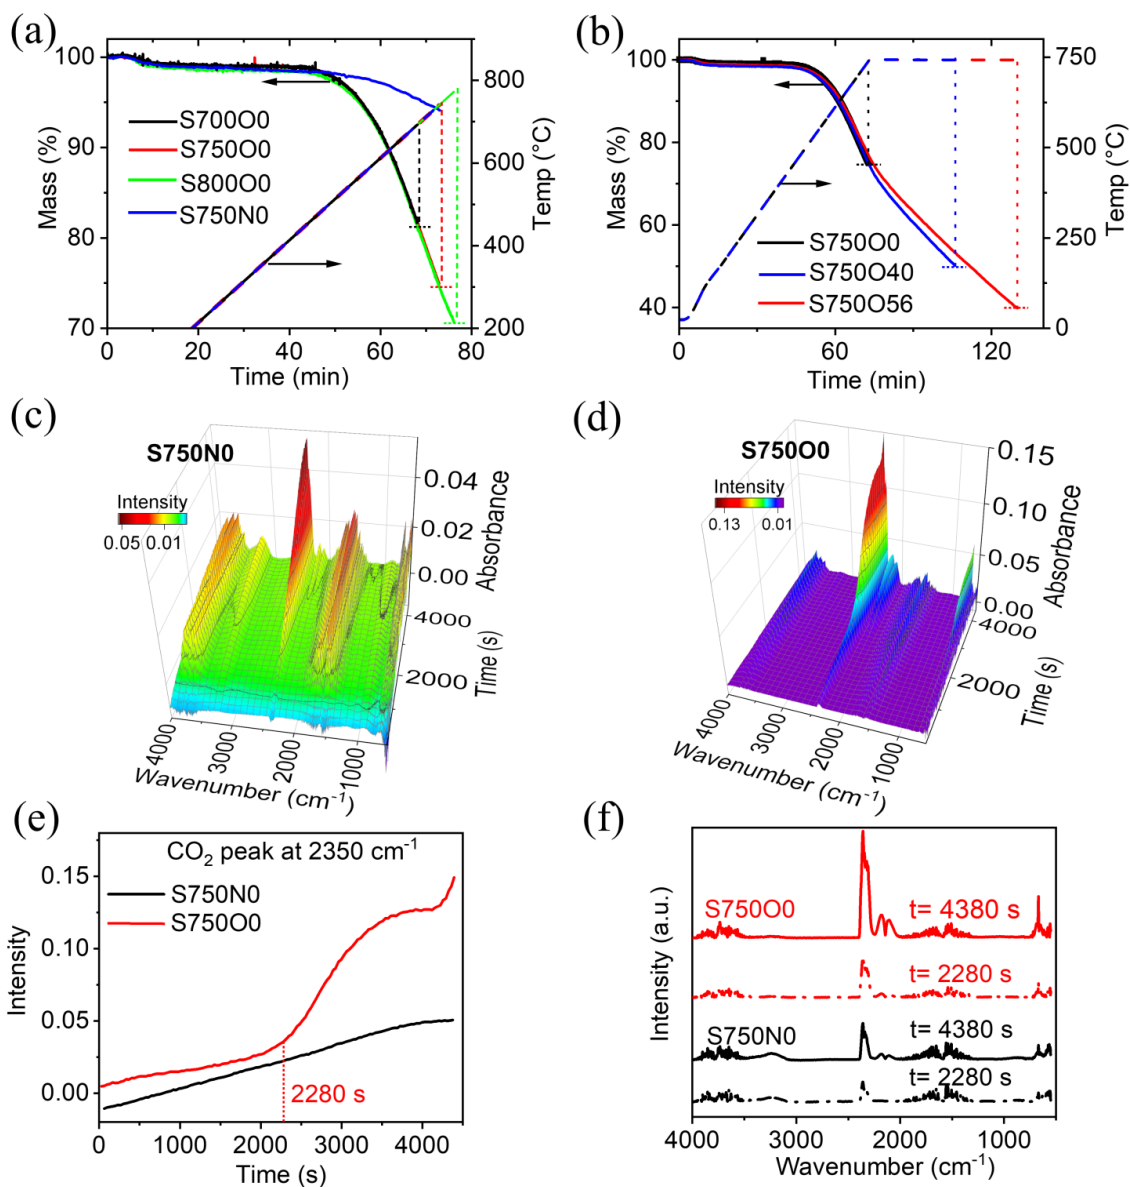 (a)
100
90
80
70
Mass (%)
800
600
400
200
Temp (°C)
S700O0
S750O0
S800O0
S750N0
0
20
40
60
80
Time (min)
(b)
100
80
60
40
Mass (%)
750
500
250
0
Temp (°C)
S750O0
S750O40
S750O56
0
60
120
Time (min)
(c)
S750N0
Intensity
0.05 0.01
0.04
0.02
0.00
Absorbance
4000
2000
Time (s)
4000
3000
2000
1000
Wavenumber (cm⁻¹)
(d)
S750O0
Intensity
0.13 0.01
0.15
0.10
0.05
0.00
Absorbance
4000
2000
Time (s)
4000
3000
2000
1000
Wavenumber (cm⁻¹)
(e)
CO₂ peak at 2350 cm⁻¹
S750N0
S750O0
0.15
0.10
0.05
0.00
Intensity
2280 s
0
1000
2000
3000
4000
Time (s)
(f)
Intensity (a.u.)
S750O0
t= 4380 s
t= 2280 s
S750N0
t= 4380 s
t= 2280 s
4000
3000
2000
1000
Wavenumber (cm⁻¹)